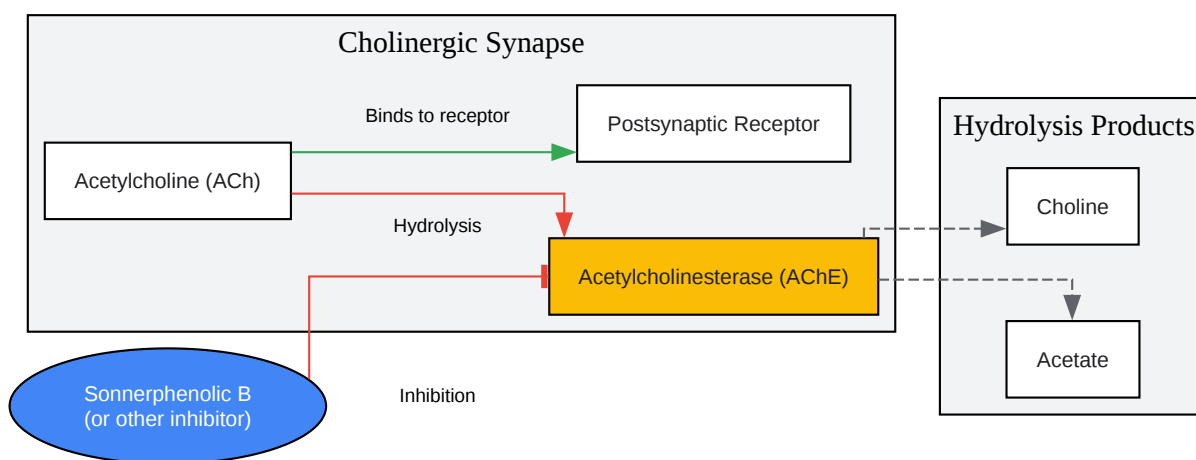 Cholinergic Synapse
Binds to receptor
Postsynaptic Receptor
Acetylcholine (ACh)
Hydrolysis
Acetylcholinesterase (AChE)
Hydrolysis Products
Choline
Acetate
Sonnerphenolic B
(or other inhibitor)
Inhibition